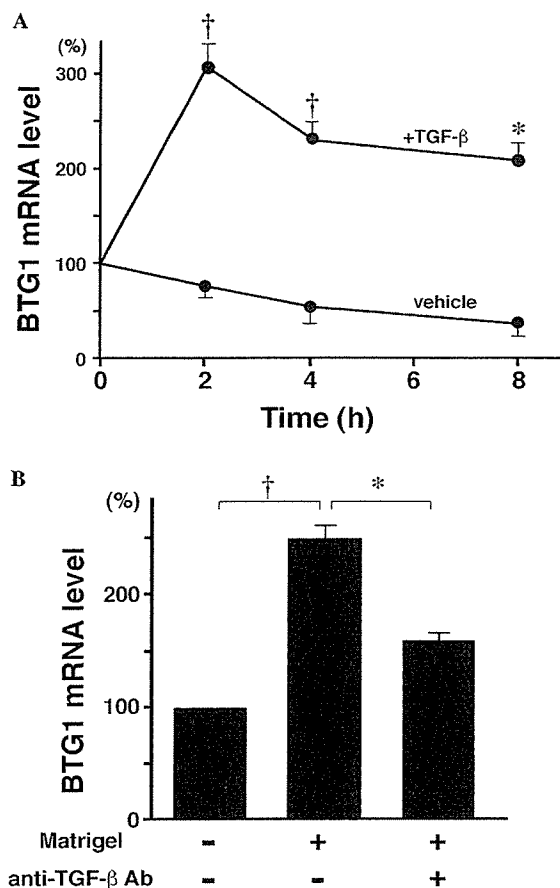 A
(%)
BTG1 mRNA level
300
200
100
0
†
†
*
+TGF-β
vehicle
0 2 4 6 8
Time (h)
B
(%)
BTG1 mRNA level
200
100
0
† *
Matrigel - + +
anti-TGF-β Ab - - +